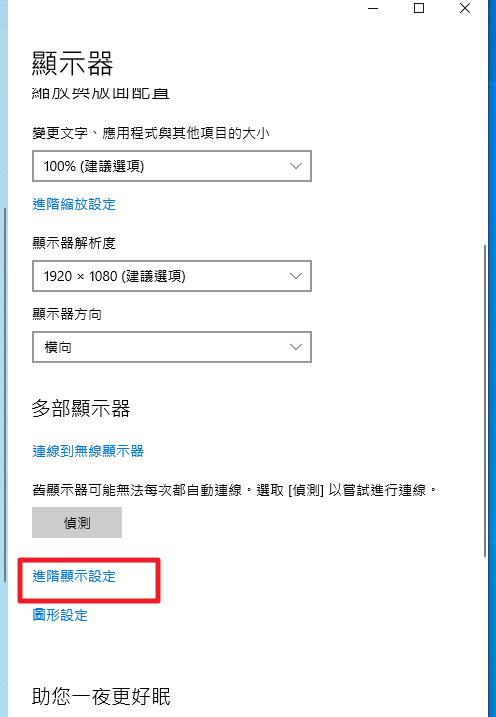 顯示器
縮放與版面配置
變更文字、應用程式與其他項目的大小
100% (建議選項)
進階縮放設定
顯示器解析度
1920 × 1080 (建議選項)
顯示器方向
橫向
多部顯示器
連線到無線顯示器
舊顯示器可能無法每次都自動連線。選取 [偵測] 以嘗試進行連線。
偵測
進階顯示設定
圖形設定
助您一夜更好眠